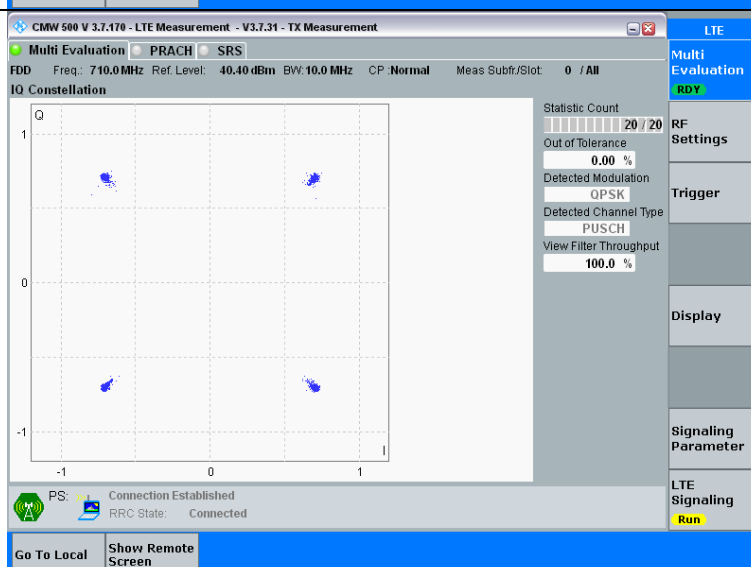 CMW 500 V 3.7.170 - LTE Measurement - V3.7.31 - TX Measurement
LTE
Multi Evaluation PRACH SRS
FDD Freq.: 710.0 MHz Ref. Level: 40.40 dBm BW: 10.0 MHz CP :Normal Meas Subfr./Slot: 0 / All
IQ Constellation
Q
1
0
-1
-1 0 1
I
Statistic Count
20 / 20
Out of Tolerance
0.00 %
Detected Modulation
QPSK
Detected Channel Type
PUSCH
View Filter Throughput
100.0 %
Multi
Evaluation
RDY
RF
Settings
Trigger
Display
Signaling
Parameter
LTE
Signaling
Run
PS: Connection Established
RRC State: Connected
Go To Local
Show Remote
Screen